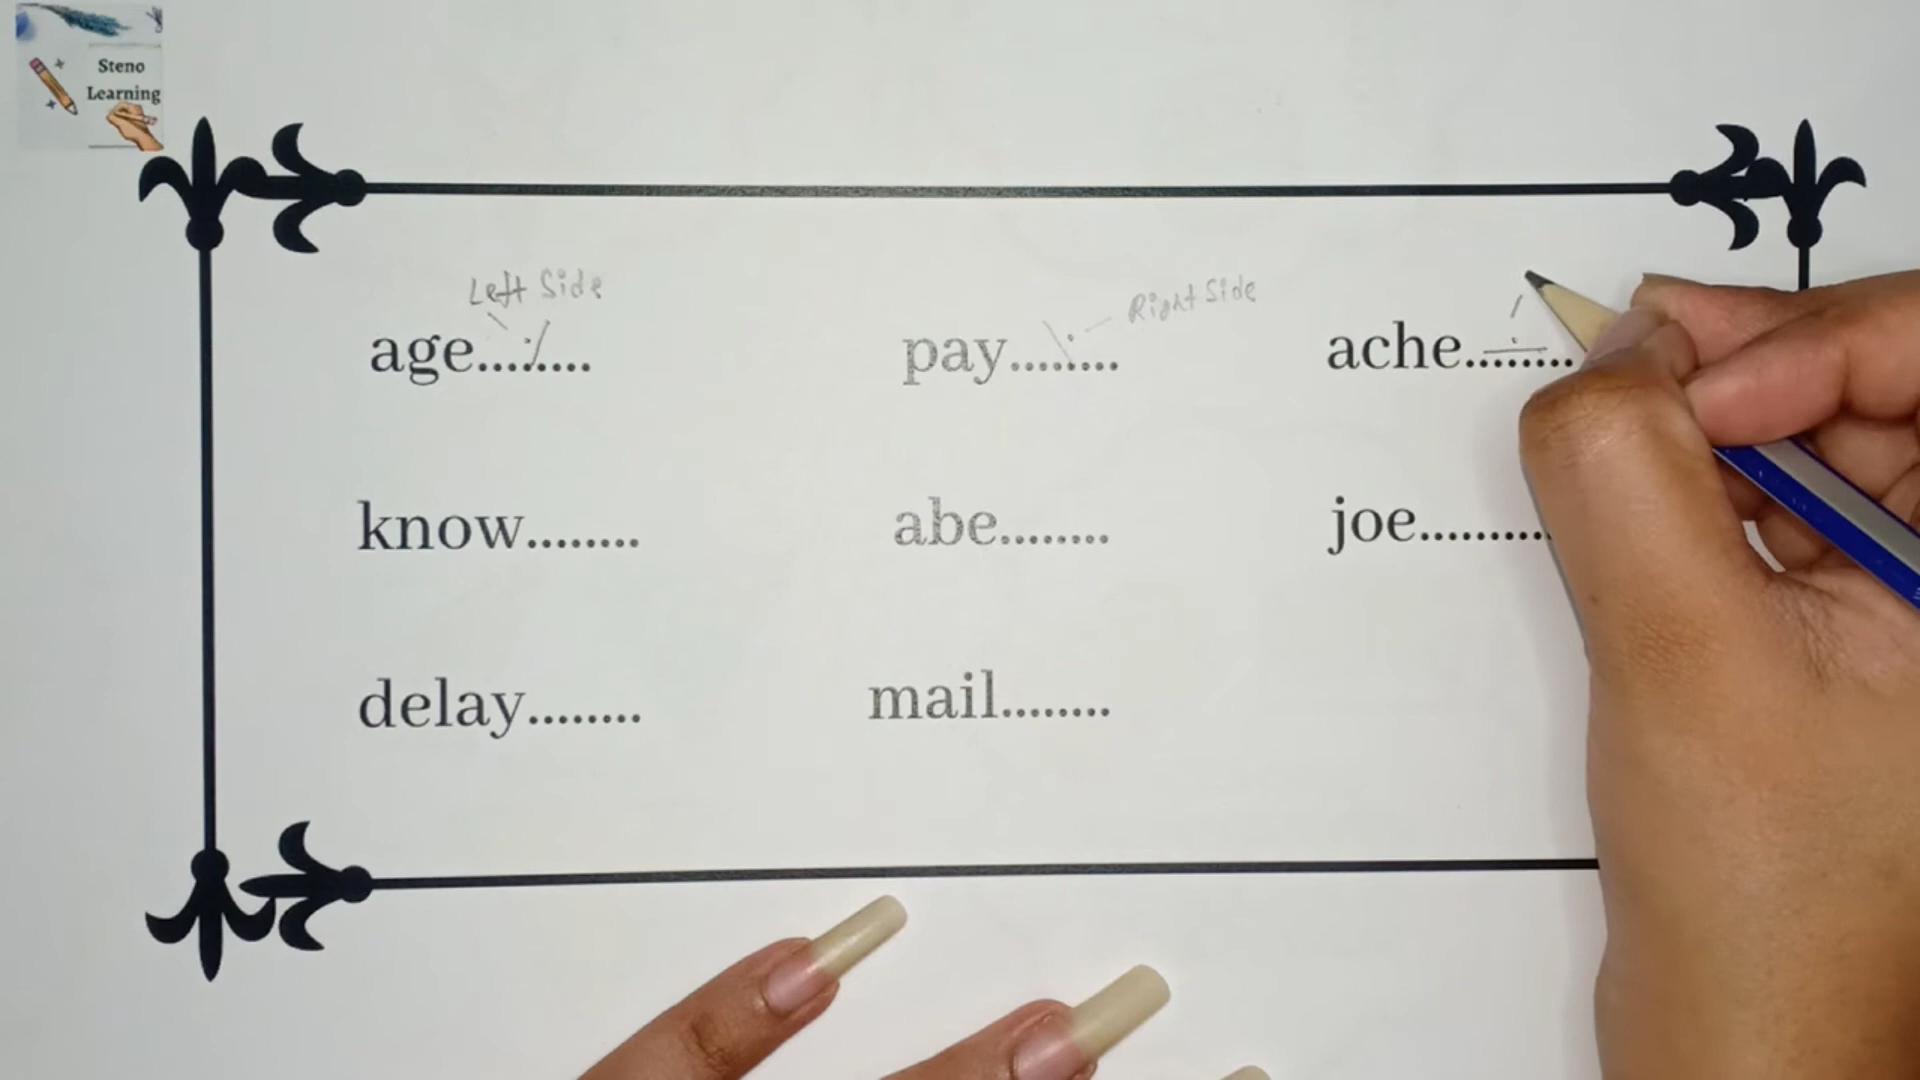 Steno
Learning
Left Side
Right Side
age........ pay........ ache........
know........ abe........ joe.........
delay........ mail........